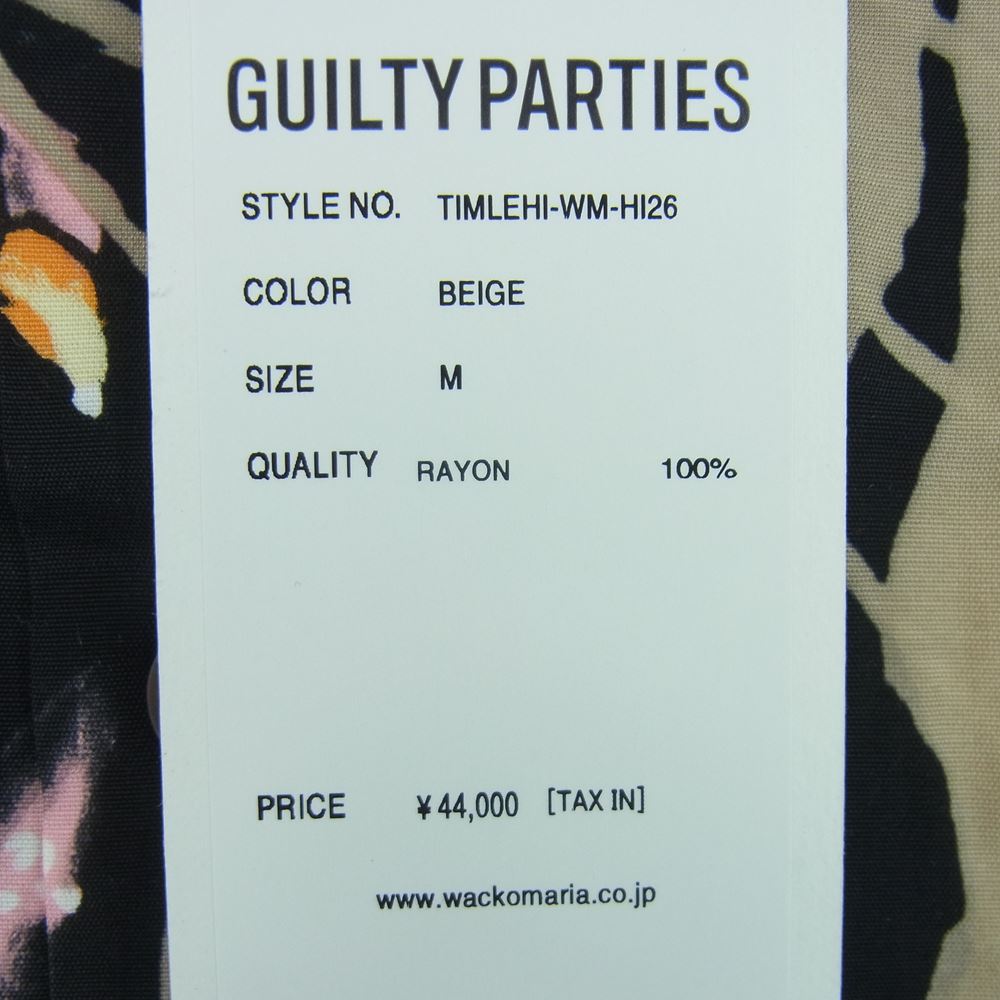 GUILTY PARTIES
STYLE NO. TIMLEHI-WM-HI26
COLOR BEIGE
SIZE M
QUALITY RAYON 100%
PRICE ¥44,000 [TAX IN]
www.wackomaria.co.jp